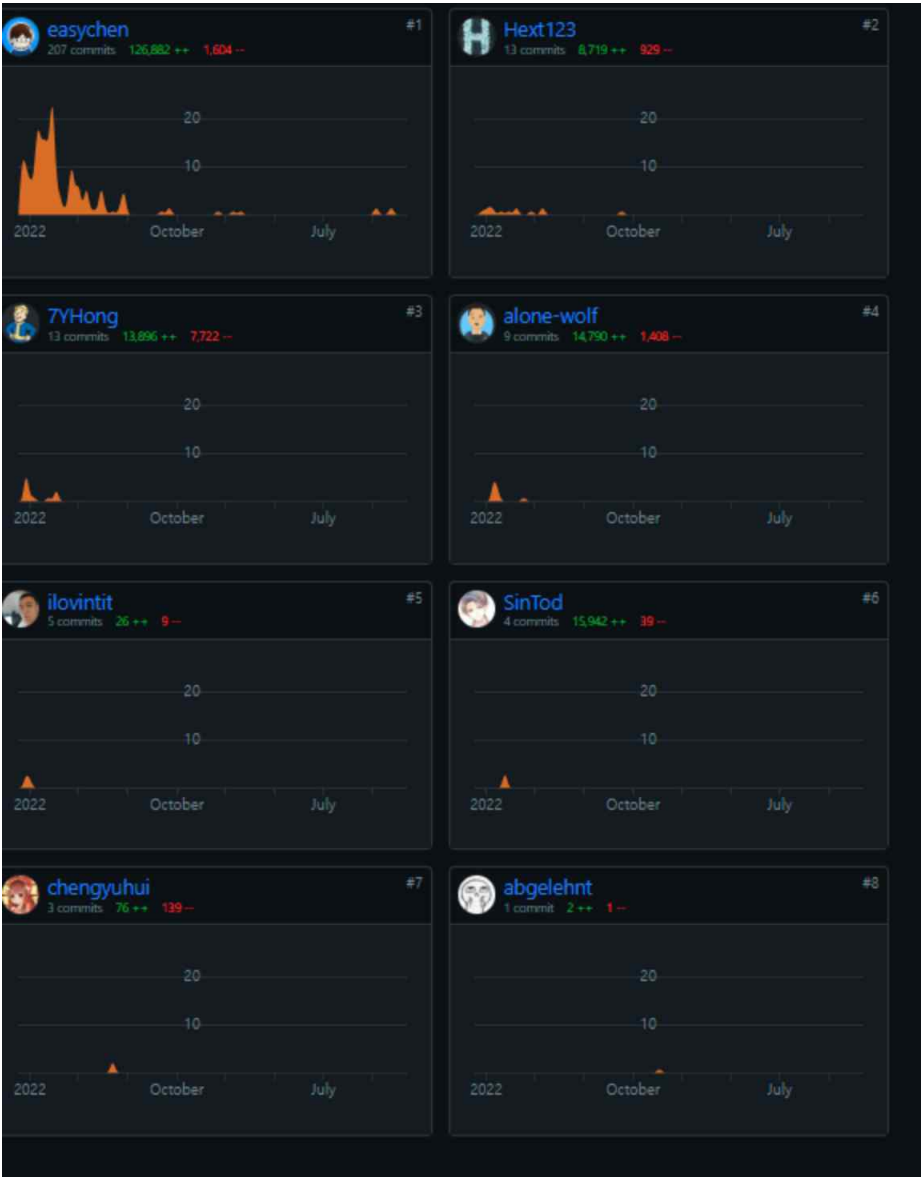 easychen #1
207 commits 126,882 ++ 1,604 --
20
10
2022 October July
Hext123 #2
13 commits 8,719 ++ 929 --
20
10
2022 October July
7YHong #3
13 commits 13,896 ++ 7,722 --
20
10
2022 October July
alone-wolf #4
9 commits 14,790 ++ 1,408 --
20
10
2022 October July
ilovintit #5
5 commits 26 ++ 9 --
20
10
2022 October July
SinTod #6
4 commits 15,942 ++ 39 --
20
10
2022 October July
chengyuhui #7
3 commits 76 ++ 139 --
20
10
2022 October July
abgelehnt #8
1 commit 2 ++ 1 --
20
10
2022 October July